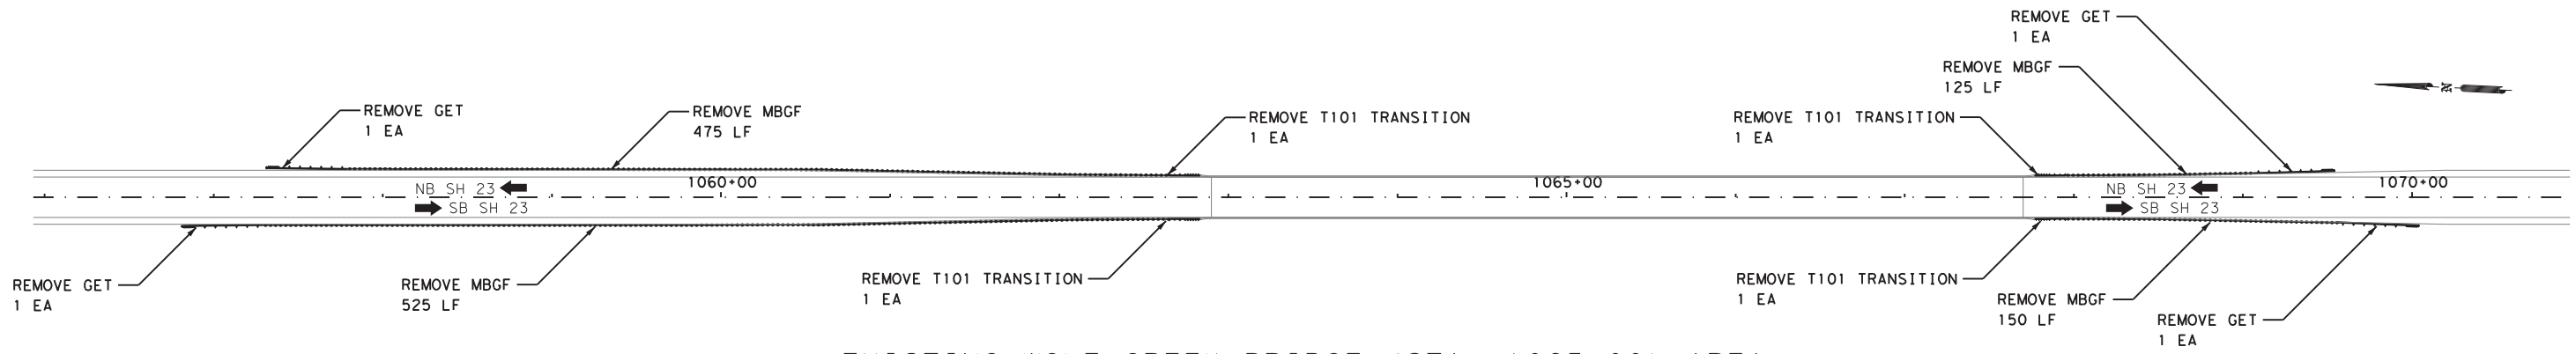 REMOVE GET
1 EA
REMOVE MBGF
125 LF
REMOVE GET
1 EA
REMOVE MBGF
475 LF
REMOVE T101 TRANSITION
1 EA
REMOVE T101 TRANSITION
1 EA
N
NB SH 23
1060+00
1065+00
NB SH 23
1070+00
SB SH 23
SB SH 23
REMOVE GET
1 EA
REMOVE MBGF
525 LF
REMOVE T101 TRANSITION
1 EA
REMOVE T101 TRANSITION
1 EA
REMOVE MBGF
150 LF
REMOVE GET
1 EA